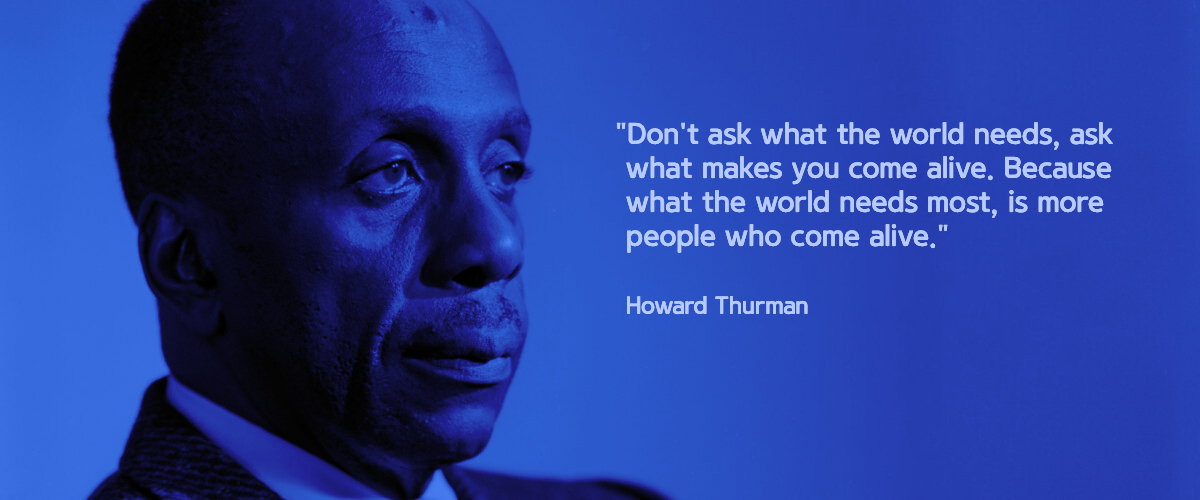 "Don't ask what the world needs, ask
what makes you come alive. Because
what the world needs most, is more
people who come alive."
Howard Thurman